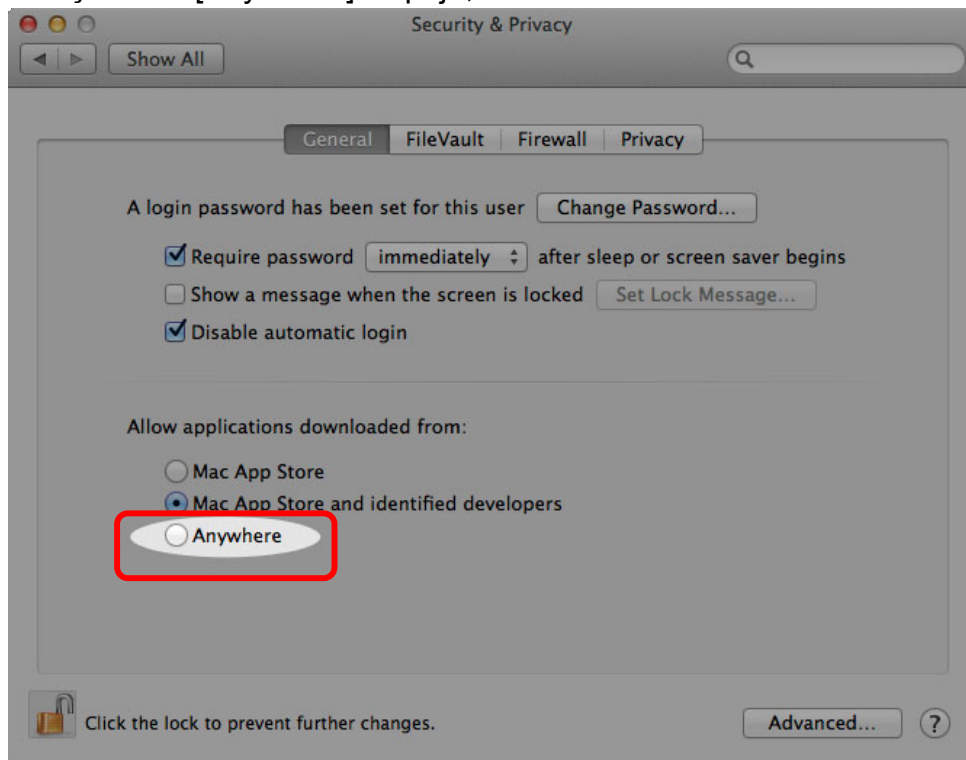 Security & Privacy
Show All
General FileVault Firewall Privacy
A login password has been set for this user Change Password...
Require password immediately after sleep or screen saver begins
Show a message when the screen is locked Set Lock Message...
Disable automatic login
Allow applications downloaded from:
Mac App Store
Mac App Store and identified developers
Anywhere
Click the lock to prevent further changes. Advanced... ?